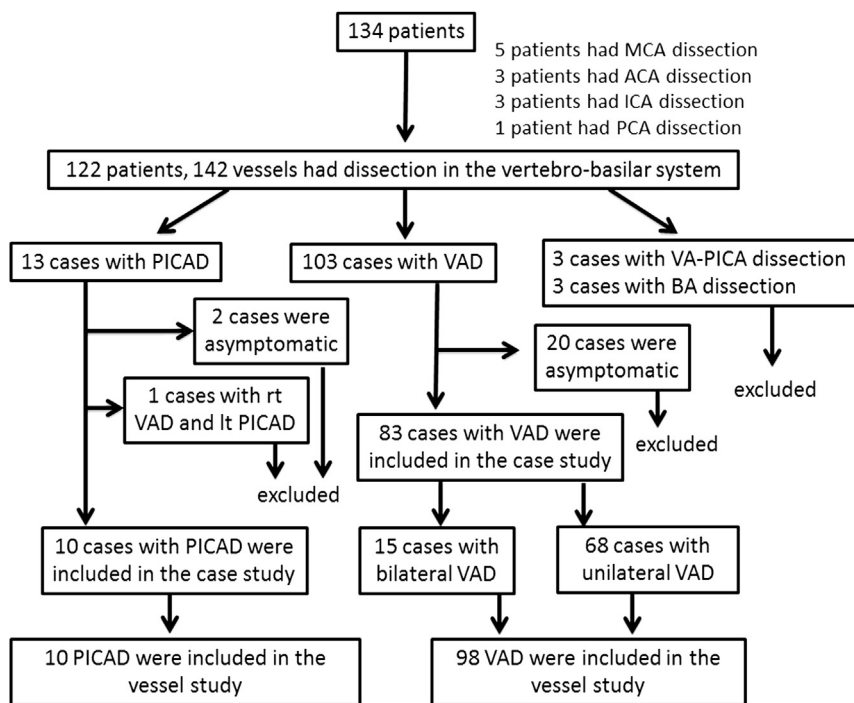 134 patients
5 patients had MCA dissection
3 patients had ACA dissection
3 patients had ICA dissection
1 patient had PCA dissection
122 patients, 142 vessels had dissection in the vertebro-basilar system
13 cases with PICAD
103 cases with VAD
3 cases with VA-PICA dissection
3 cases with BA dissection
2 cases were
asymptomatic
20 cases were
asymptomatic
excluded
1 cases with rt
VAD and lt PICAD
83 cases with VAD were
included in the case study
excluded
excluded
10 cases with PICAD were
included in the case study
15 cases with
bilateral VAD
68 cases with
unilateral VAD
10 PICAD were included in the
vessel study
98 VAD were included in the
vessel study